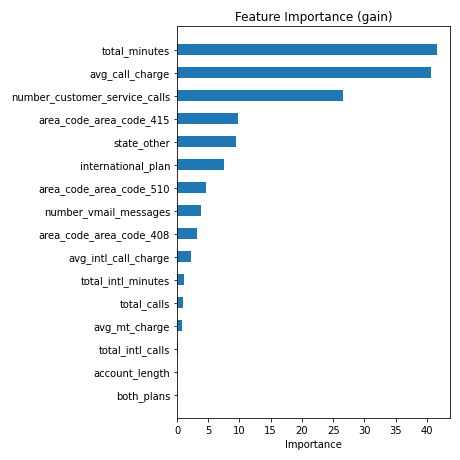 Feature Importance (gain)
total_minutes
avg_call_charge
number_customer_service_calls
area_code_area_code_415
state_other
international_plan
area_code_area_code_510
number_vmail_messages
area_code_area_code_408
avg_intl_call_charge
total_intl_minutes
total_calls
avg_mt_charge
total_intl_calls
account_length
both_plans
0 5 10 15 20 25 30 35 40
Importance